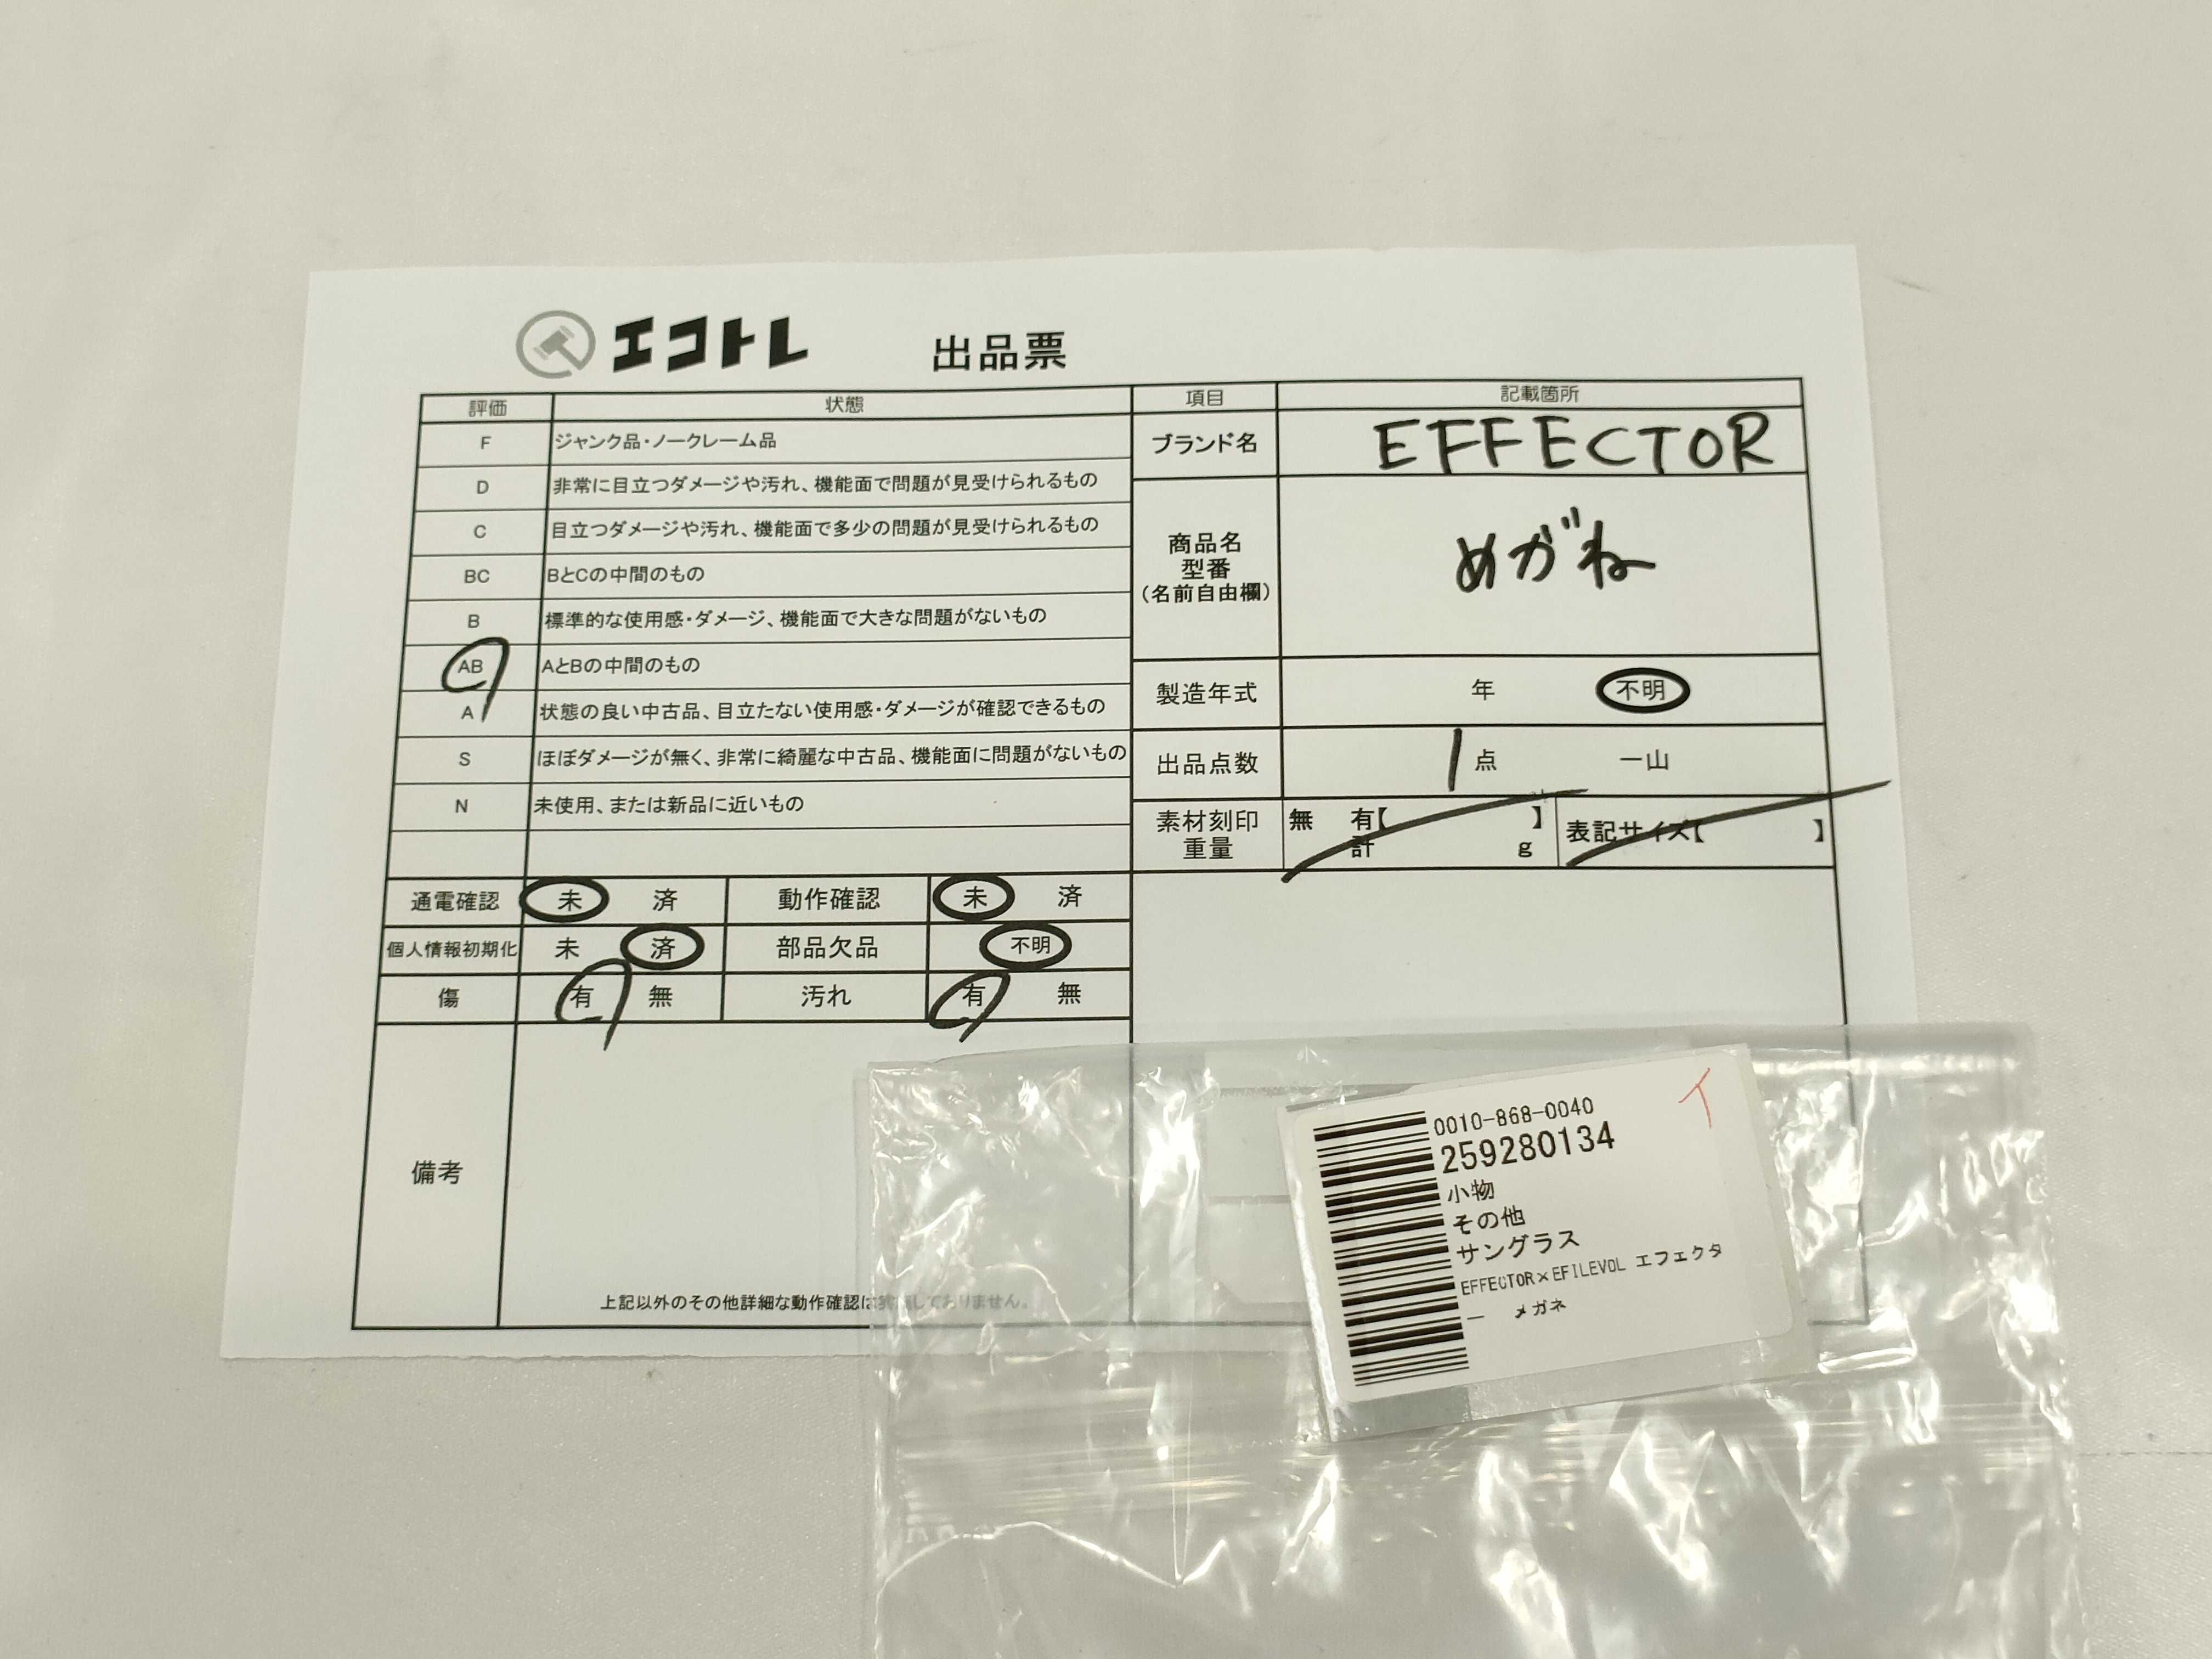 エコトレ 出品票
評価 状態 項目 記載箇所
F ジャンク品・ノークレーム品
D 非常に目立つダメージや汚れ、機能面で問題が見受けられるもの
C 目立つダメージや汚れ、機能面で多少の問題が見受けられるもの
BC BとCの中間のもの
B 標準的な使用感・ダメージ、機能面で大きな問題がないもの
AB AとBの中間のもの
A 状態の良い中古品、目立たない使用感・ダメージが確認できるもの
S ほぼダメージが無く、非常に綺麗な中古品、機能面に問題がないもの
N 未使用、または新品に近いもの
ブランド名 EFFECTOR
商品名
型番
(名前自由欄)
めがね
製造年式 年 不明
出品点数 1点 一山
素材刻印 無 有【 】
重量 計 g
表記サイズ【 】
通電確認 未 済 動作確認 未 済
個人情報初期化 未 済 部品欠品 不明
傷 有 無 汚れ 有 無
備考
上記以外のその他詳細な動作確認は実施しておりません。
イ
0010-868-0040
259280134
小物
その他
サングラス
EFFECTOR×EFILEVOL エフェクタ
ー メガネ